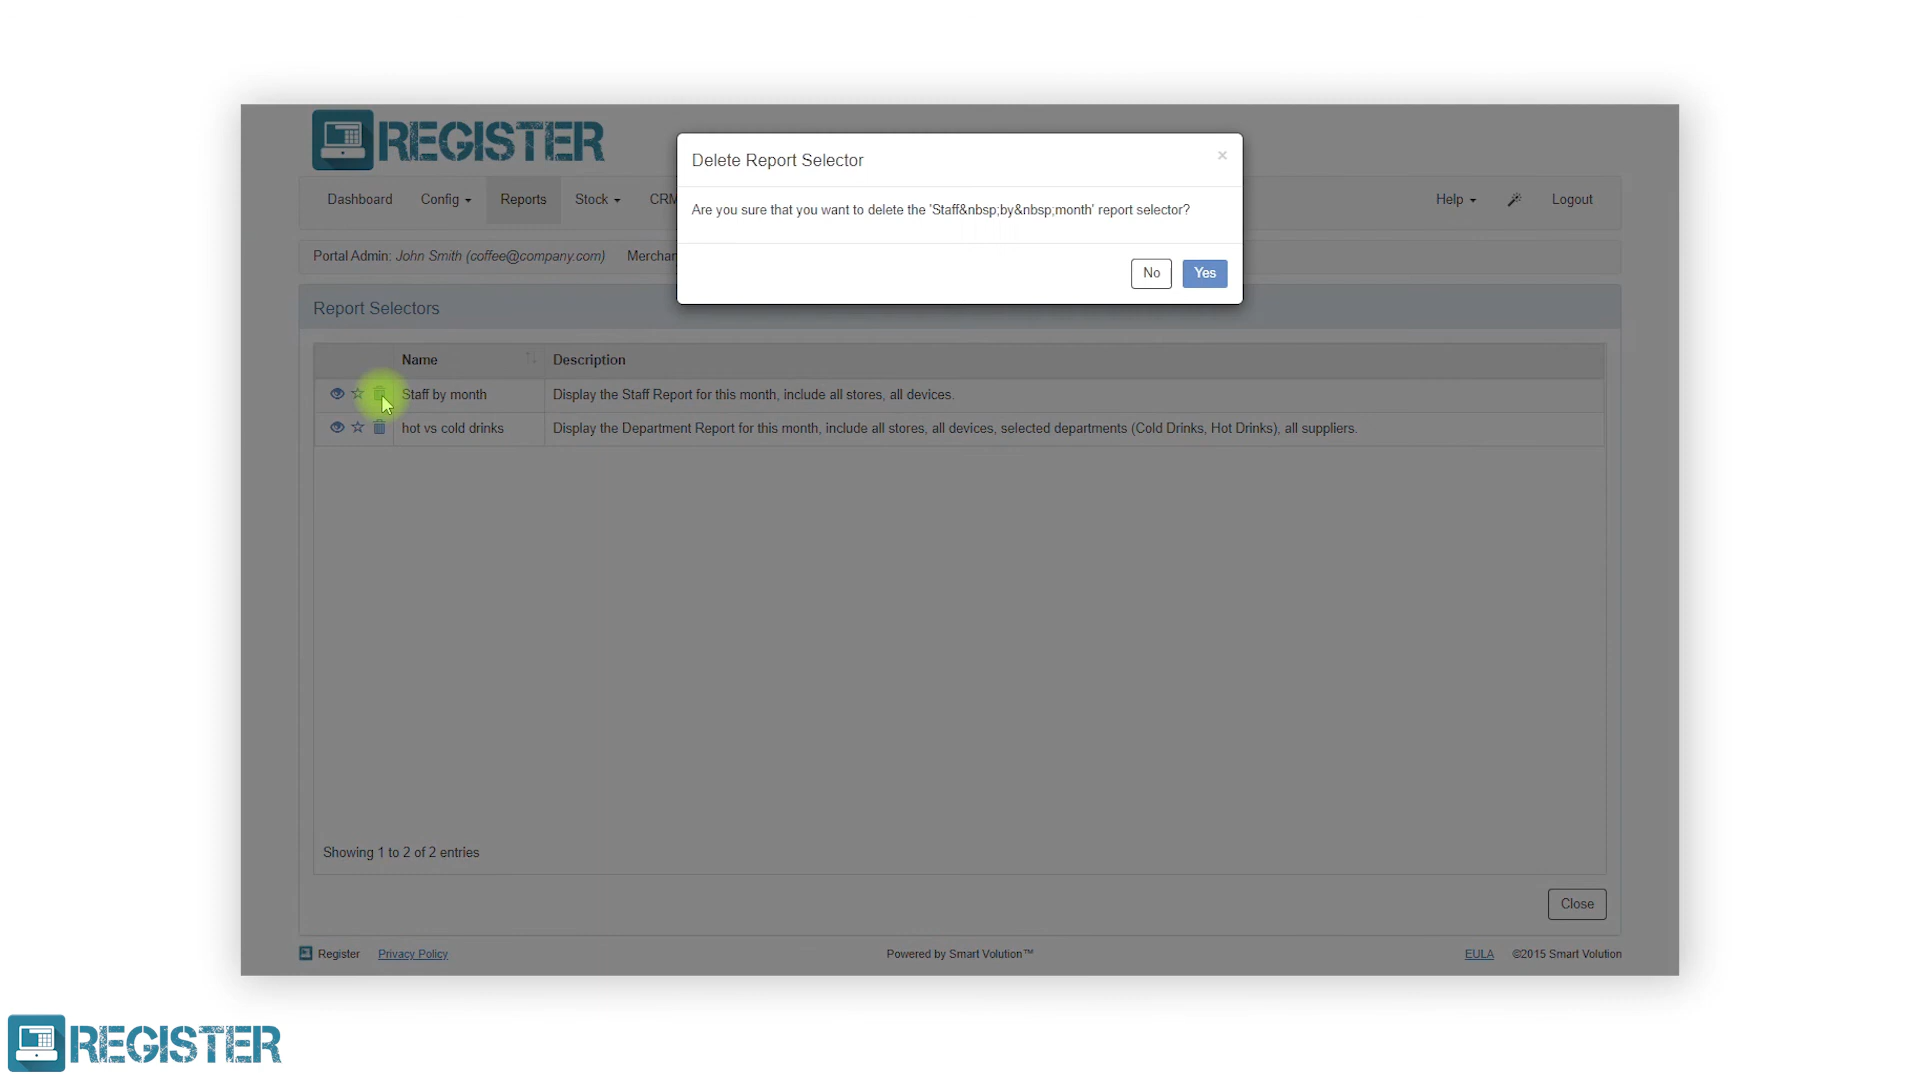 REGISTER
Delete Report Selector ×
Are you sure that you want to delete the 'Staff&nbsp;by&nbsp;month' report selector?
No Yes
Dashboard Config Reports Stock CRM Help Logout
Portal Admin: John Smith (coffee@company.com) Merchan
Report Selectors
Name Description
Staff by month Display the Staff Report for this month, include all stores, all devices.
hot vs cold drinks Display the Department Report for this month, include all stores, all devices, selected departments (Cold Drinks, Hot Drinks), all suppliers.
Showing 1 to 2 of 2 entries
Close
Register Privacy Policy Powered by Smart Volution™ EULA ©2015 Smart Volution
REGISTER